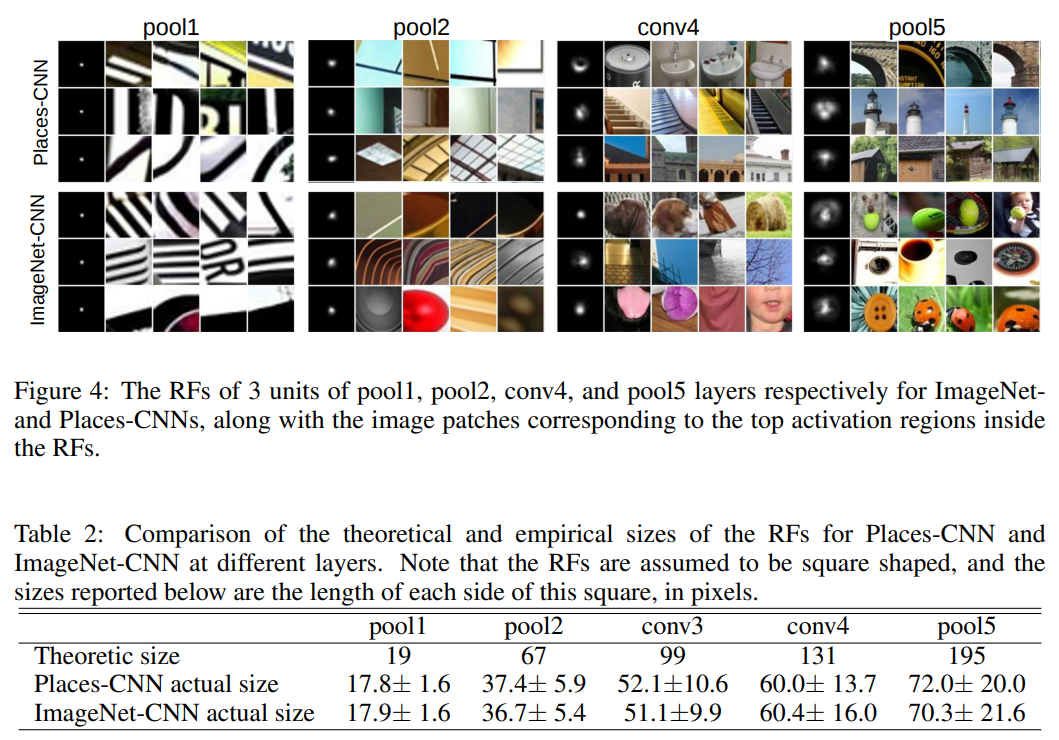 pool1 pool2 conv4 pool5
Places-CNN
ImageNet-CNN
Figure 4: The RFs of 3 units of pool1, pool2, conv4, and pool5 layers respectively for ImageNet-
and Places-CNNs, along with the image patches corresponding to the top activation regions inside
the RFs.
Table 2: Comparison of the theoretical and empirical sizes of the RFs for Places-CNN and
ImageNet-CNN at different layers. Note that the RFs are assumed to be square shaped, and the
sizes reported below are the length of each side of this square, in pixels.
pool1 pool2 conv3 conv4 pool5
Theoretic size 19 67 99 131 195
Places-CNN actual size 17.8± 1.6 37.4± 5.9 52.1±10.6 60.0± 13.7 72.0± 20.0
ImageNet-CNN actual size 17.9± 1.6 36.7± 5.4 51.1±9.9 60.4± 16.0 70.3± 21.6